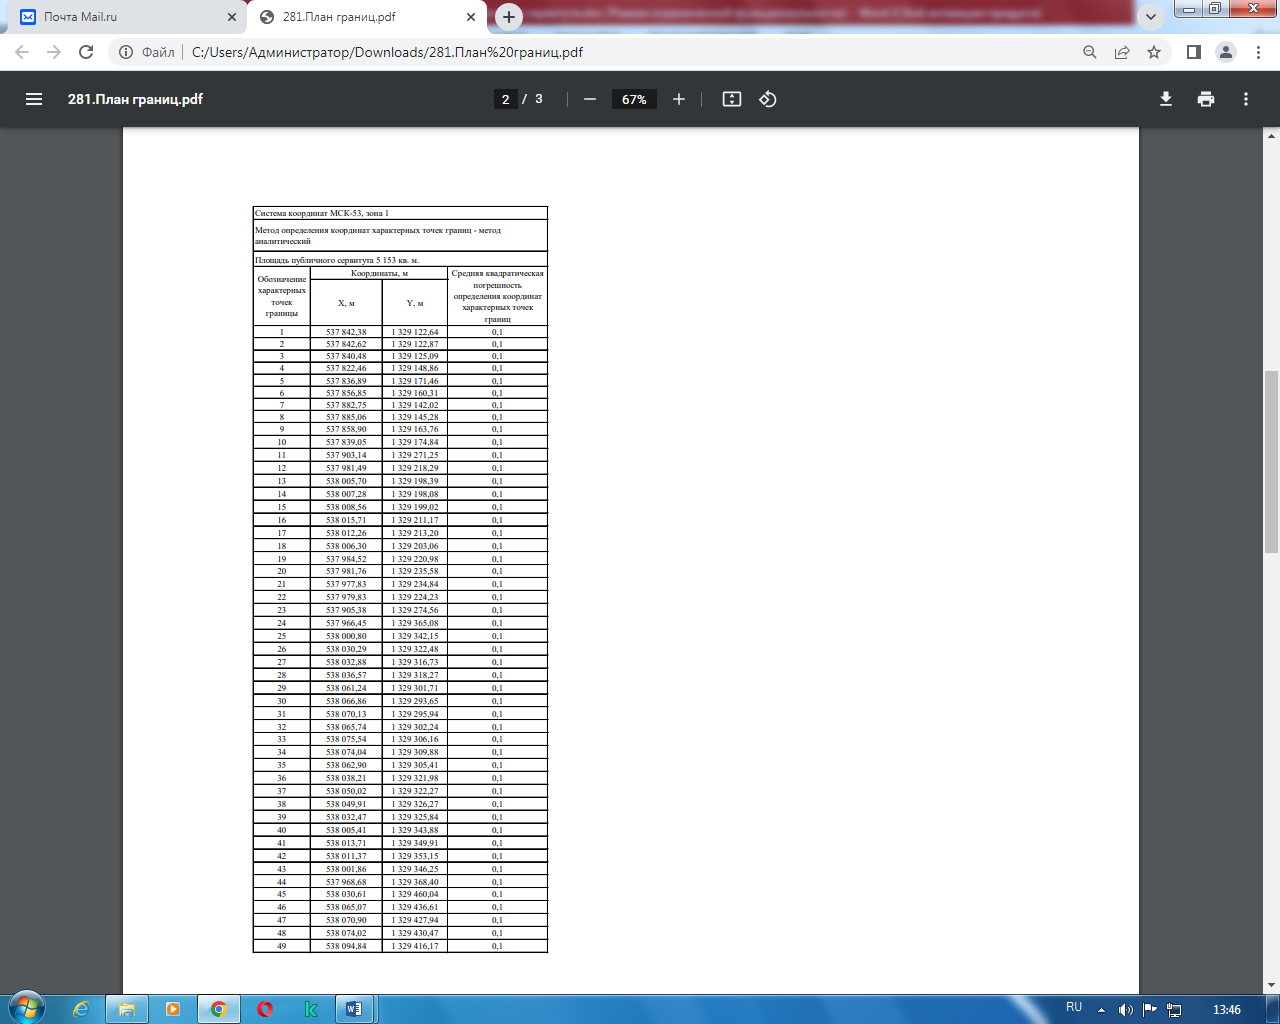 Почта Mail.ru
281.План границ.pdf
Файл C:/Users/Администратор/Downloads/281.План%20границ.pdf
281.План границ.pdf 2 / 3 67%
Система координат МСК-53, зона 1
Метод определения координат характерных точек границ - метод
аналитический
Площадь публичного сервитута 5 153 кв. м.
Обозначение характерных точек границы
Координаты, м
X, м
Y, м
Средняя квадратическая погрешность определения координат характерных точек границ
1 537 842,38 1 329 122,64 0,1
2 537 842,62 1 329 122,87 0,1
3 537 840,48 1 329 125,09 0,1
4 537 822,46 1 329 148,86 0,1
5 537 836,89 1 329 171,46 0,1
6 537 856,85 1 329 160,31 0,1
7 537 882,75 1 329 142,02 0,1
8 537 885,06 1 329 145,28 0,1
9 537 858,90 1 329 163,76 0,1
10 537 839,05 1 329 174,84 0,1
11 537 903,14 1 329 271,25 0,1
12 537 981,49 1 329 218,29 0,1
13 538 005,70 1 329 198,39 0,1
14 538 007,28 1 329 198,08 0,1
15 538 008,56 1 329 199,02 0,1
16 538 015,71 1 329 211,17 0,1
17 538 012,26 1 329 213,20 0,1
18 538 006,30 1 329 203,06 0,1
19 537 984,52 1 329 220,98 0,1
20 537 981,76 1 329 235,58 0,1
21 537 977,83 1 329 234,84 0,1
22 537 979,83 1 329 224,23 0,1
23 537 905,38 1 329 274,56 0,1
24 537 966,45 1 329 365,08 0,1
25 538 000,80 1 329 342,15 0,1
26 538 030,29 1 329 322,48 0,1
27 538 032,88 1 329 316,73 0,1
28 538 036,57 1 329 318,27 0,1
29 538 061,24 1 329 301,71 0,1
30 538 066,86 1 329 293,65 0,1
31 538 070,13 1 329 295,94 0,1
32 538 065,74 1 329 302,24 0,1
33 538 075,54 1 329 306,16 0,1
34 538 074,04 1 329 309,88 0,1
35 538 062,90 1 329 305,41 0,1
36 538 038,21 1 329 321,98 0,1
37 538 050,02 1 329 322,27 0,1
38 538 049,91 1 329 326,27 0,1
39 538 032,47 1 329 325,84 0,1
40 538 005,41 1 329 343,88 0,1
41 538 013,71 1 329 349,91 0,1
42 538 011,37 1 329 353,15 0,1
43 538 001,86 1 329 346,25 0,1
44 537 968,68 1 329 368,40 0,1
45 538 030,61 1 329 460,04 0,1
46 538 065,07 1 329 436,61 0,1
47 538 070,90 1 329 427,94 0,1
48 538 074,02 1 329 430,47 0,1
49 538 094,84 1 329 416,17 0,1
RU 13:46